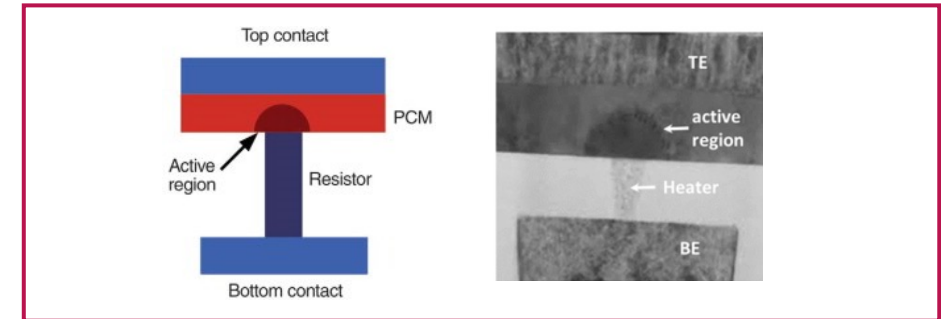 Top contact
PCM
Active
region
Resistor
Bottom contact
TE
active
region
Heater
BE